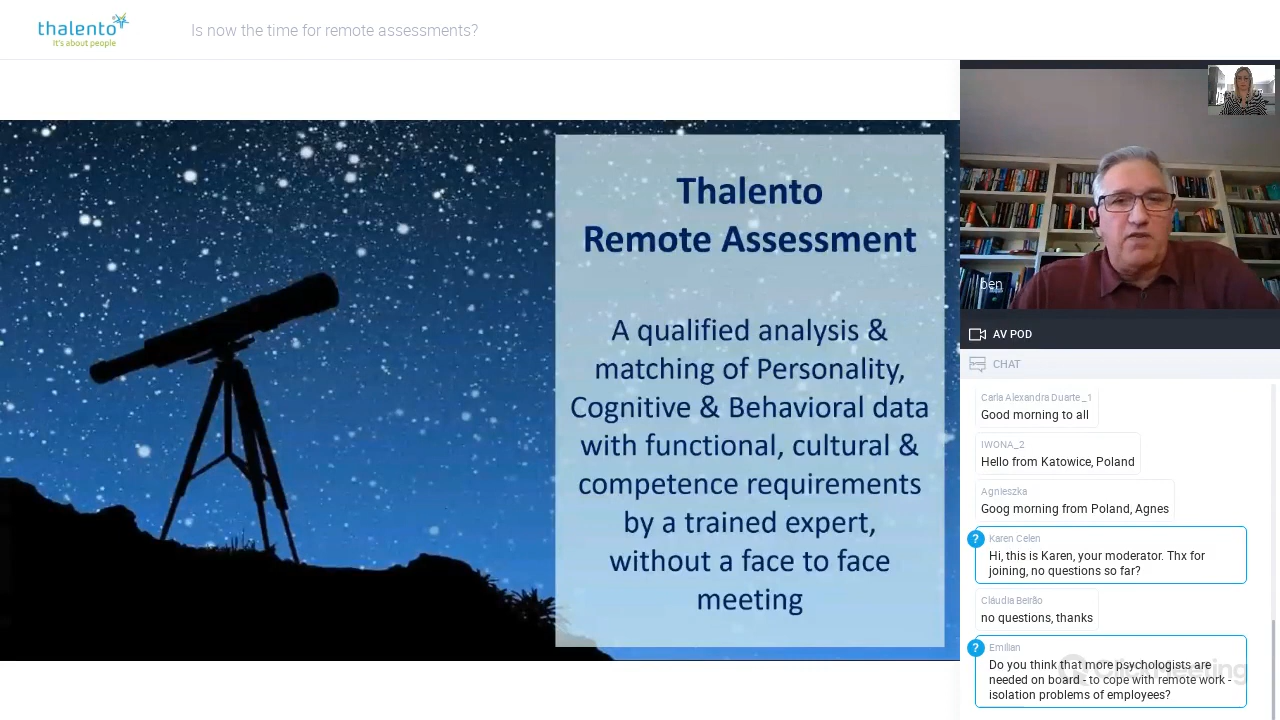 thalento
It's about people
Is now the time for remote assessments?
Thalento
Remote Assessment
A qualified analysis &
matching of Personality,
Cognitive & Behavioral data
with functional, cultural &
competence requirements
by a trained expert,
without a face to face
meeting
ben
AV POD
CHAT
Carla Alexandra Duarte_1
Good morning to all
IWONA_2
Hello from Katowice, Poland
Agnieszka
Goog morning from Poland, Agnes
?
Karen Celen
Hi, this is Karen, your moderator. Thx for
joining, no questions so far?
Cláudia Beirão
no questions, thanks
?
Emilian
Do you think that more psychologists are
needed on board - to cope with remote work -
isolation problems of employees?